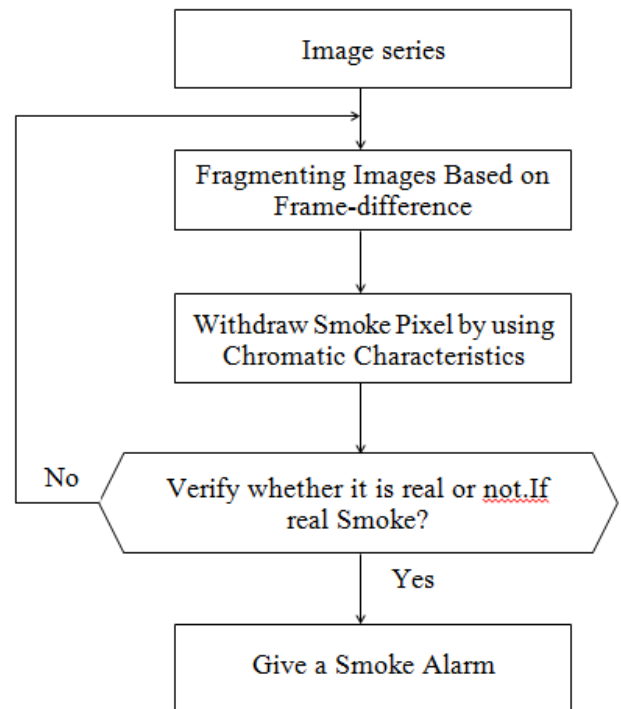 Image series
Fragmenting Images Based on
Frame-difference
Withdraw Smoke Pixel by using
Chromatic Characteristics
No
Verify whether it is real or not.If
real Smoke?
Yes
Give a Smoke Alarm